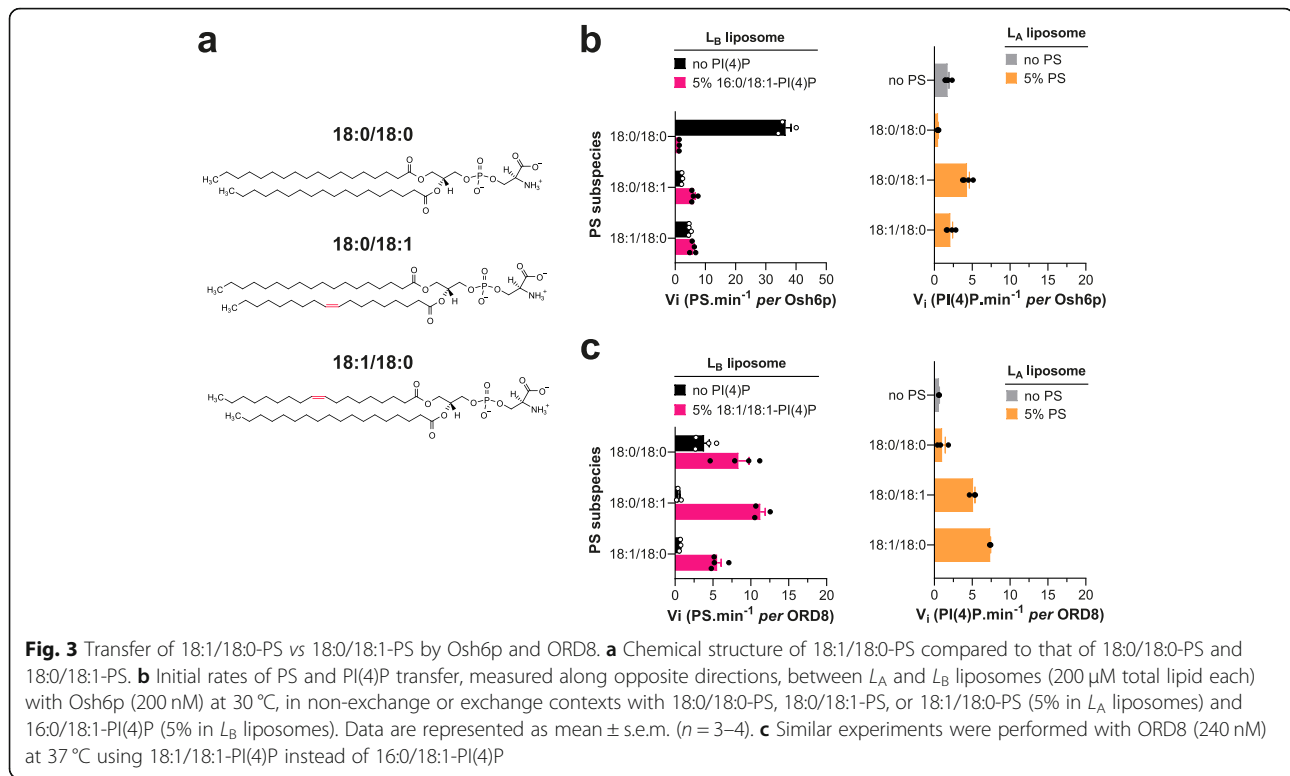 a
18:0/18:0
H₃C
O
O
O
O
O
P
O⁻
O
H
O
O⁻
NH₃⁺
18:0/18:1
H₃C
H₃C
O
O
O
O
O
P
O⁻
O
H
O
O⁻
NH₃⁺
18:1/18:0
H₃C
H₃C
O
O
O
O
O
P
O⁻
O
H
O
O⁻
NH₃⁺
b
L_B liposome
no PI(4)P
5% 16:0/18:1-PI(4)P
PS subspecies
18:0/18:0
18:0/18:1
18:1/18:0
0 10 20 30 40 50
Vi (PS.min⁻¹ per Osh6p)
L_A liposome
no PS
5% PS
no PS
18:0/18:0
18:0/18:1
18:1/18:0
0 5 10 15 20
V_i (PI(4)P.min⁻¹ per Osh6p)
c
L_B liposome
no PI(4)P
5% 18:1/18:1-PI(4)P
PS subspecies
18:0/18:0
18:0/18:1
18:1/18:0
0 5 10 15 20
Vi (PS.min⁻¹ per ORD8)
L_A liposome
no PS
5% PS
no PS
18:0/18:0
18:0/18:1
18:1/18:0
0 5 10 15 20
V_i (PI(4)P.min⁻¹ per ORD8)
Fig. 3 Transfer of 18:1/18:0-PS vs 18:0/18:1-PS by Osh6p and ORD8. a Chemical structure of 18:1/18:0-PS compared to that of 18:0/18:0-PS and
18:0/18:1-PS. b Initial rates of PS and PI(4)P transfer, measured along opposite directions, between L_A and L_B liposomes (200 μM total lipid each)
with Osh6p (200 nM) at 30 °C, in non-exchange or exchange contexts with 18:0/18:0-PS, 18:0/18:1-PS, or 18:1/18:0-PS (5% in L_A liposomes) and
16:0/18:1-PI(4)P (5% in L_B liposomes). Data are represented as mean ± s.e.m. (n = 3–4). c Similar experiments were performed with ORD8 (240 nM)
at 37 °C using 18:1/18:1-PI(4)P instead of 16:0/18:1-PI(4)P